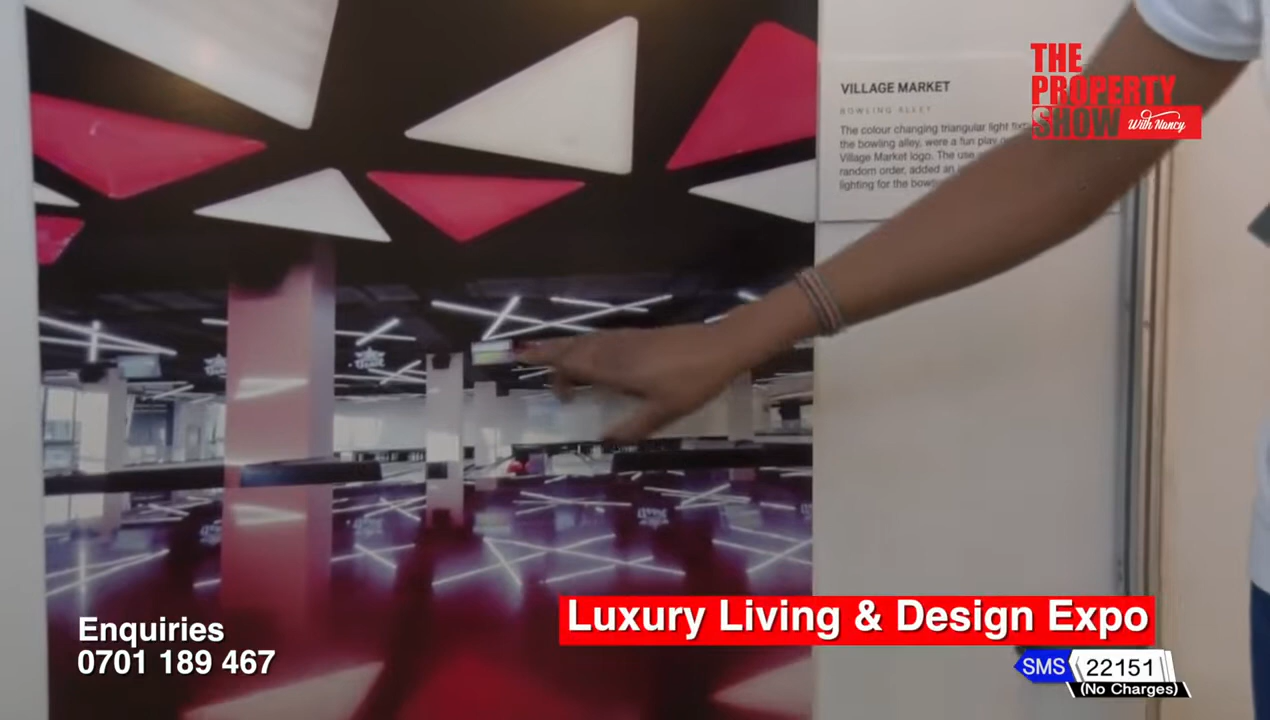 THE
PROPERTY
SHOW With Nancy
VILLAGE MARKET
BOWLING ALLEY
The colour changing triangular light
the bowling alley, were a fun play
Village Market logo. The use
random order, added an
lighting for the
Luxury Living & Design Expo
Enquiries
0701 189 467
SMS 22151
(No Charges)